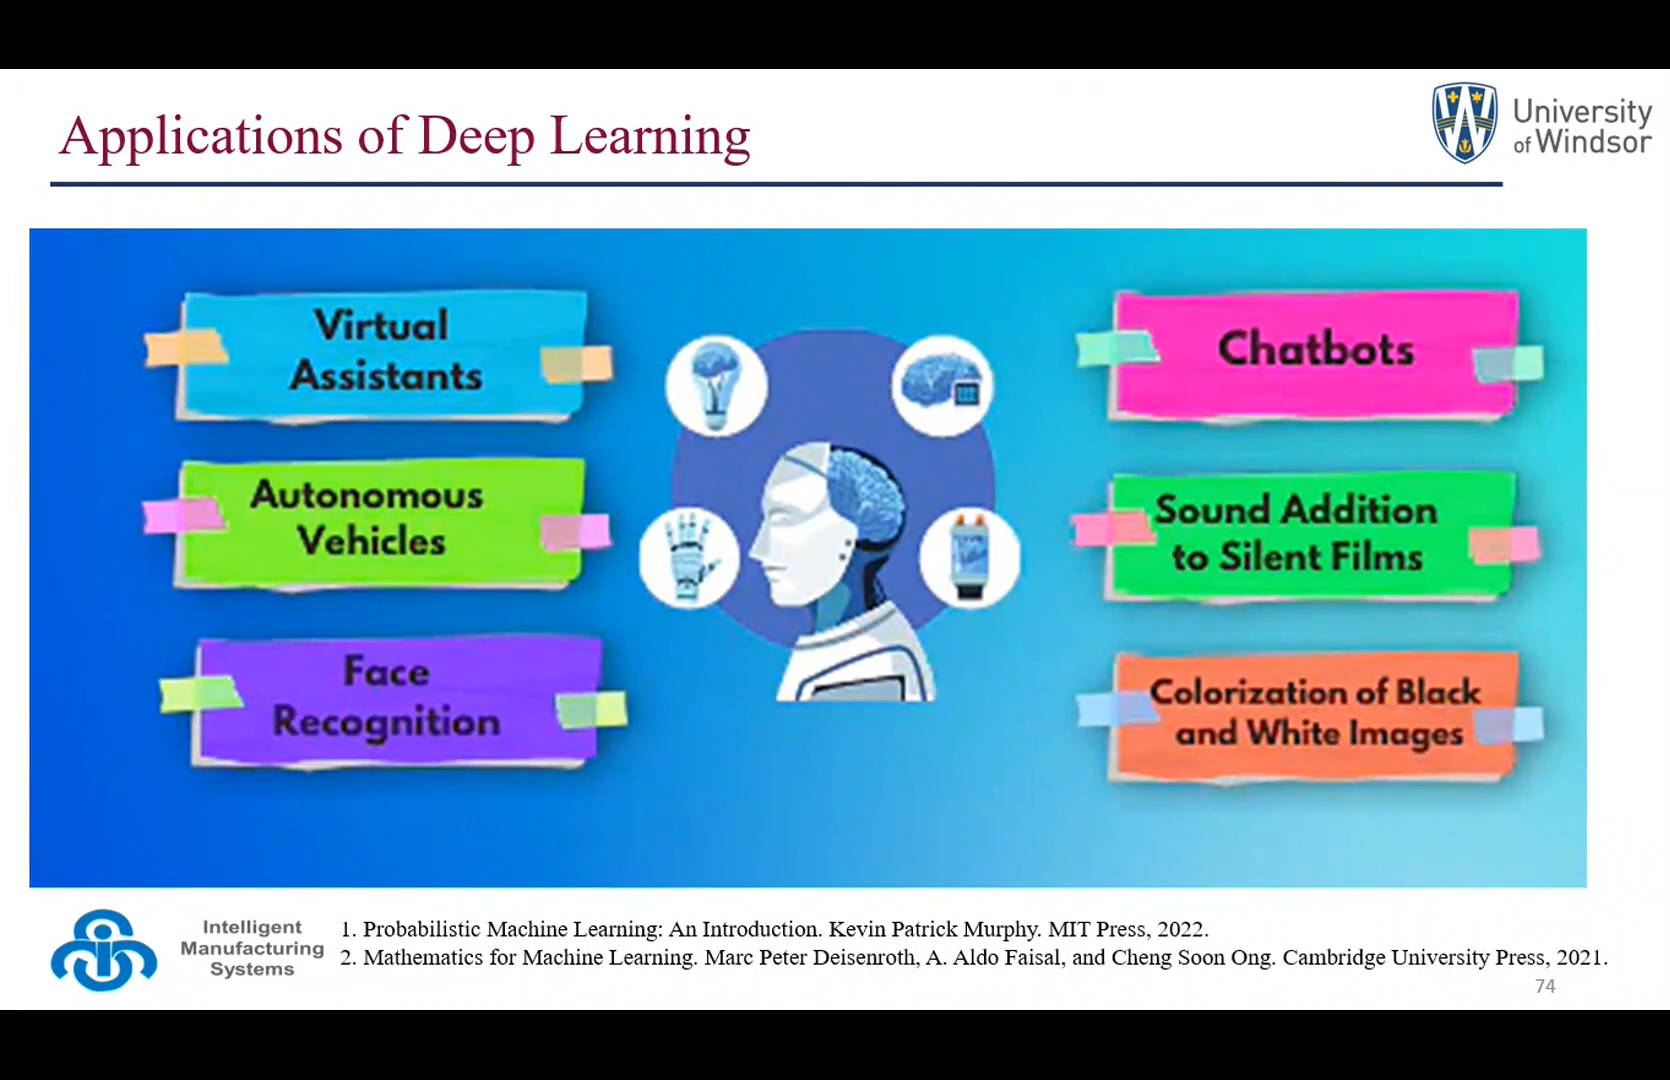 Applications of Deep Learning
University
of Windsor
Virtual
Assistants
Autonomous
Vehicles
Face
Recognition
Chatbots
Sound Addition
to Silent Films
Colorization of Black
and White Images
Intelligent
Manufacturing
Systems
1. Probabilistic Machine Learning: An Introduction. Kevin Patrick Murphy. MIT Press, 2022.
2. Mathematics for Machine Learning. Marc Peter Deisenroth, A. Aldo Faisal, and Cheng Soon Ong. Cambridge University Press, 2021.
74